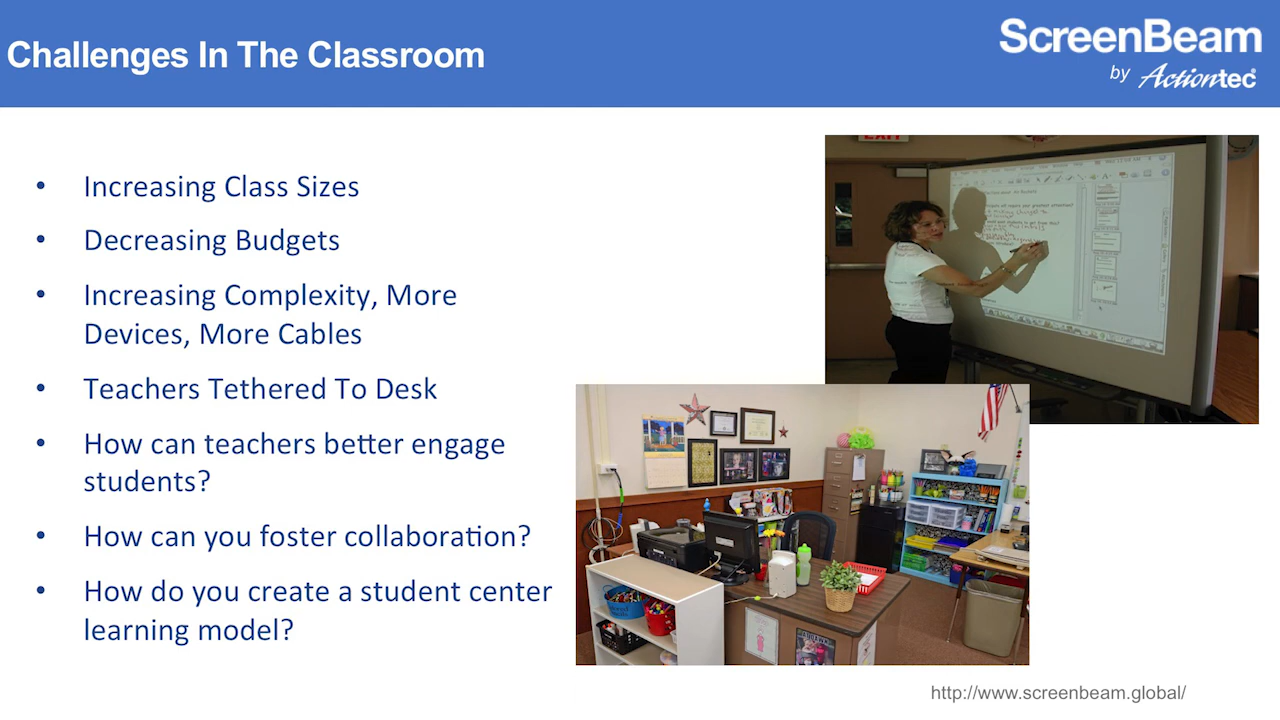 Challenges In The Classroom
ScreenBeam
by Actiontec
• Increasing Class Sizes
• Decreasing Budgets
• Increasing Complexity, More
Devices, More Cables
• Teachers Tethered To Desk
• How can teachers better engage
students?
• How can you foster collaboration?
• How do you create a student center
learning model?
EXIT
http://www.screenbeam.global/